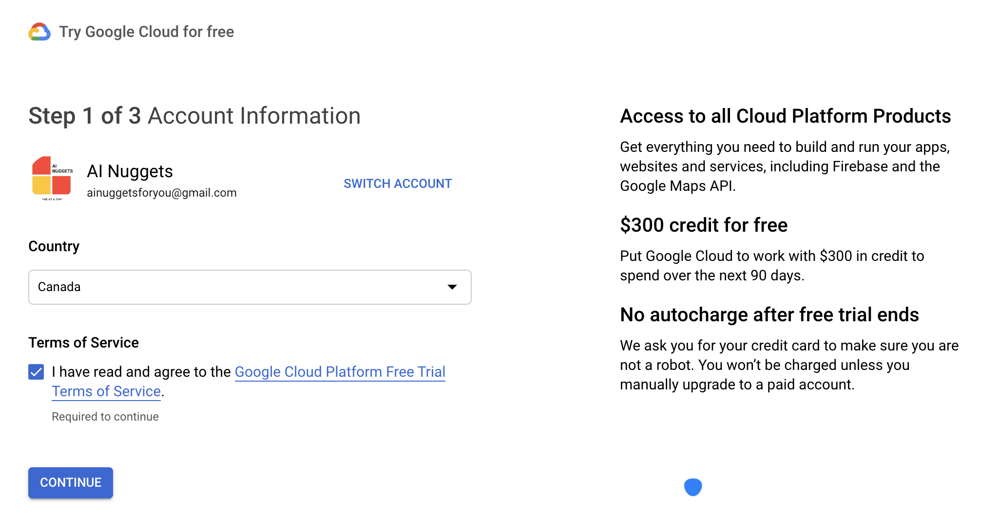 Try Google Cloud for free
Step 1 of 3 Account Information
AI
NUGGETS
ONE AT A TIME
AI Nuggets
ainuggetsforyou@gmail.com
SWITCH ACCOUNT
Country
Canada
Terms of Service
I have read and agree to the Google Cloud Platform Free Trial
Terms of Service.
Required to continue
CONTINUE
Access to all Cloud Platform Products
Get everything you need to build and run your apps,
websites and services, including Firebase and the
Google Maps API.
$300 credit for free
Put Google Cloud to work with $300 in credit to
spend over the next 90 days.
No autocharge after free trial ends
We ask you for your credit card to make sure you are
not a robot. You won’t be charged unless you
manually upgrade to a paid account.